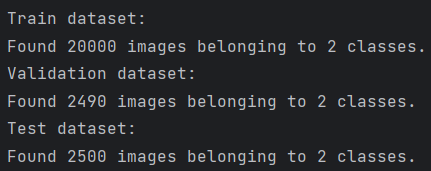 Train dataset:
Found 20000 images belonging to 2 classes.
Validation dataset:
Found 2490 images belonging to 2 classes.
Test dataset:
Found 2500 images belonging to 2 classes.